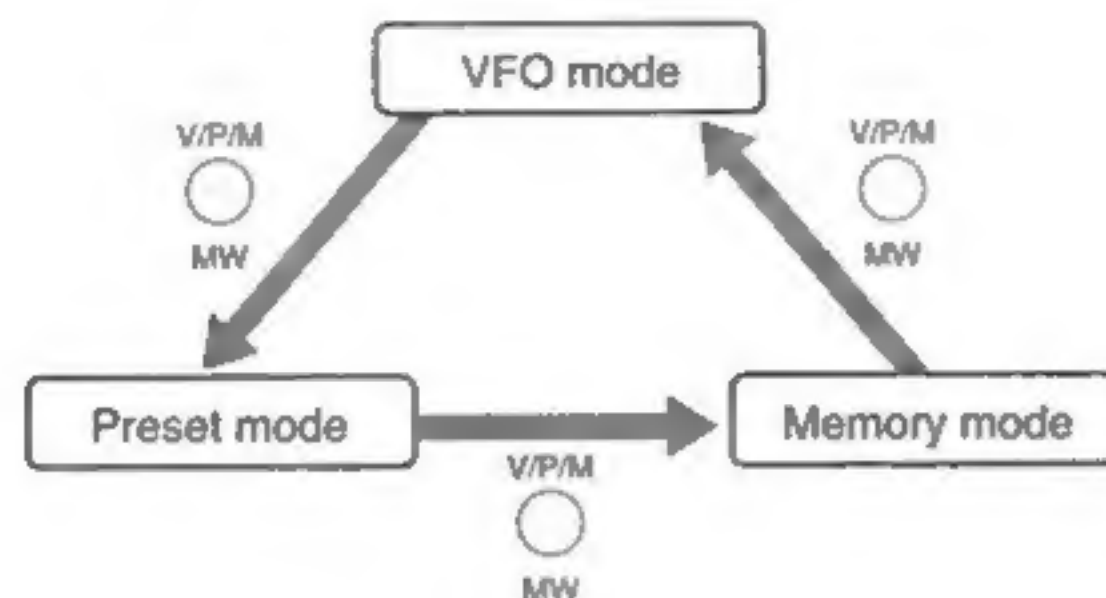 VFO mode
V/P/M
MW
V/P/M
MW
Preset mode
Memory mode
V/P/M
MW